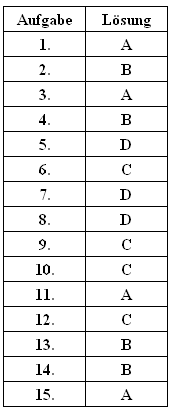 Aufgabe Lösung
1. A
2. B
3. A
4. B
5. D
6. C
7. D
8. D
9. C
10. C
11. A
12. C
13. B
14. B
15. A